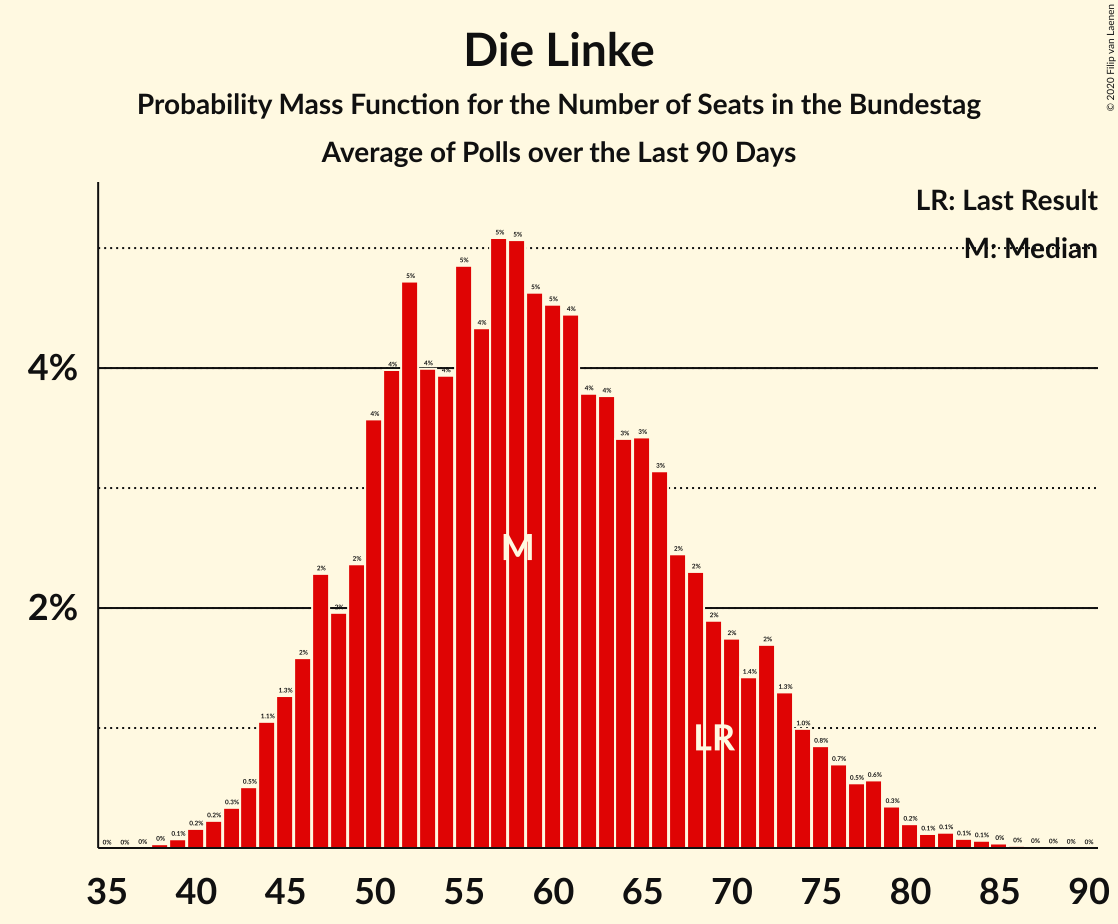 © 2020 Filip van Laenen
Die Linke
Probability Mass Function for the Number of Seats in the Bundestag
Average of Polls over the Last 90 Days
LR: Last Result
M: Median
4%
2%
0% 0% 0% 0% 0.1% 0.2% 0.2% 0.3% 0.5% 1.1% 1.3% 2% 2% 2% 2% 4% 4% 5% 4% 4% 5% 4% 5% 5% 5% 5% 4% 4% 4% 3% 3% 3% 2% 2% 2% 2% 1.4% 2% 1.3% 1.0% 0.8% 0.7% 0.5% 0.6% 0.3% 0.2% 0.1% 0.1% 0.1% 0.1% 0% 0% 0% 0% 0% 0%
M
LR
35 40 45 50 55 60 65 70 75 80 85 90